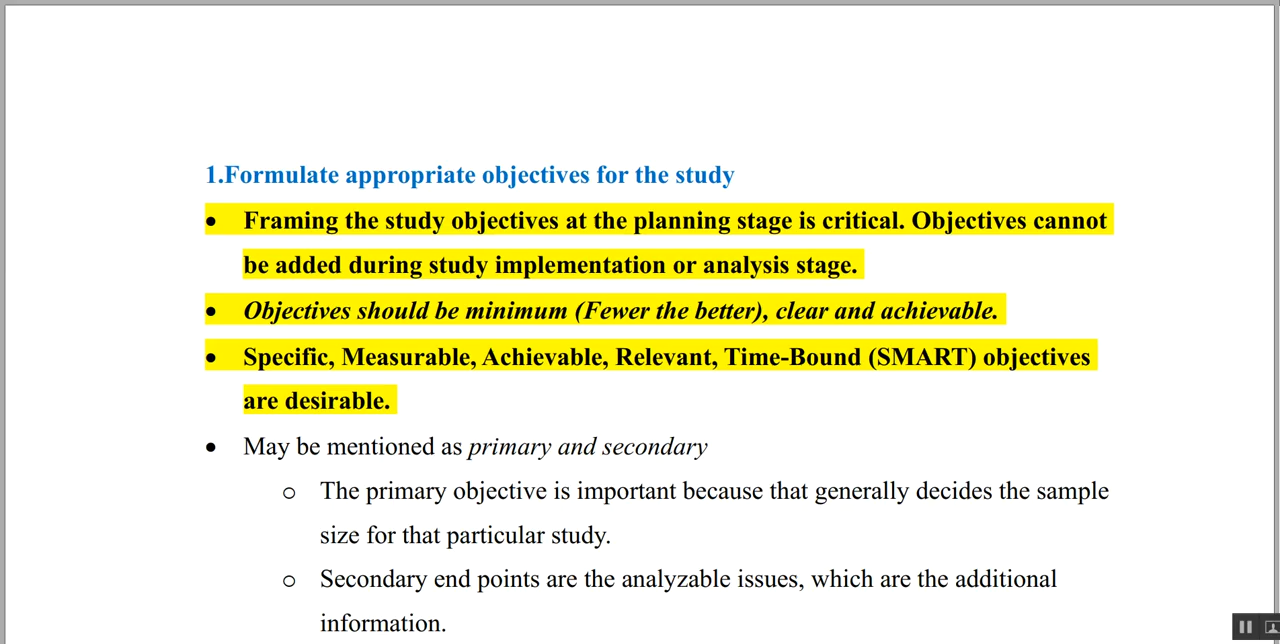 1.Formulate appropriate objectives for the study
• Framing the study objectives at the planning stage is critical. Objectives cannot
be added during study implementation or analysis stage.
• Objectives should be minimum (Fewer the better), clear and achievable.
• Specific, Measurable, Achievable, Relevant, Time-Bound (SMART) objectives
are desirable.
• May be mentioned as primary and secondary
o The primary objective is important because that generally decides the sample
size for that particular study.
o Secondary end points are the analyzable issues, which are the additional
information.